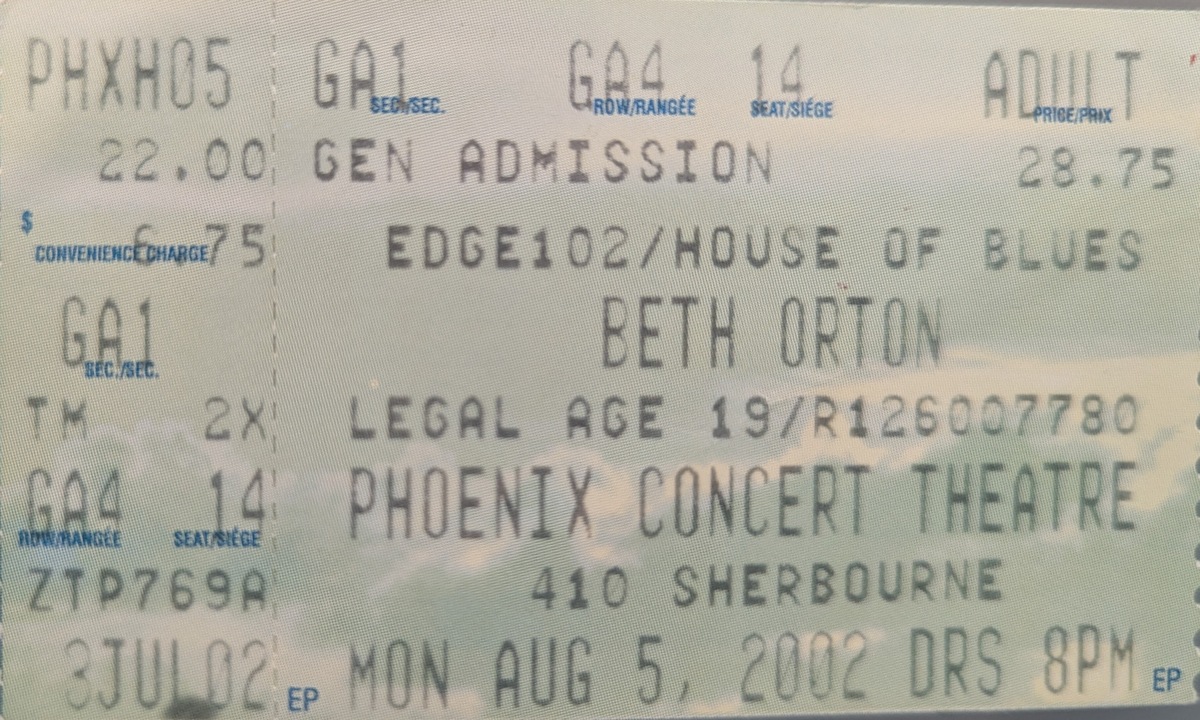 PHXH05 GA1 GA4 14 ADULT
SEC./SEC. ROW/RANGÉE SEAT/SIÉGE PRICE/PRIX
22.00 GEN ADMISSION 28.75
$ 6.75 EDGE102/HOUSE OF BLUES
CONVENIENCE CHARGE
GA1 BETH ORTON
SEC./SEC.
TM 2X LEGAL AGE 19/R126007780
GA4 14 PHOENIX CONCERT THEATRE
ROW/RANGÉE SEAT/SIÉGE
ZTP769A 410 SHERBOURNE
3JUL02 EP MON AUG 5, 2002 DRS 8PM EP